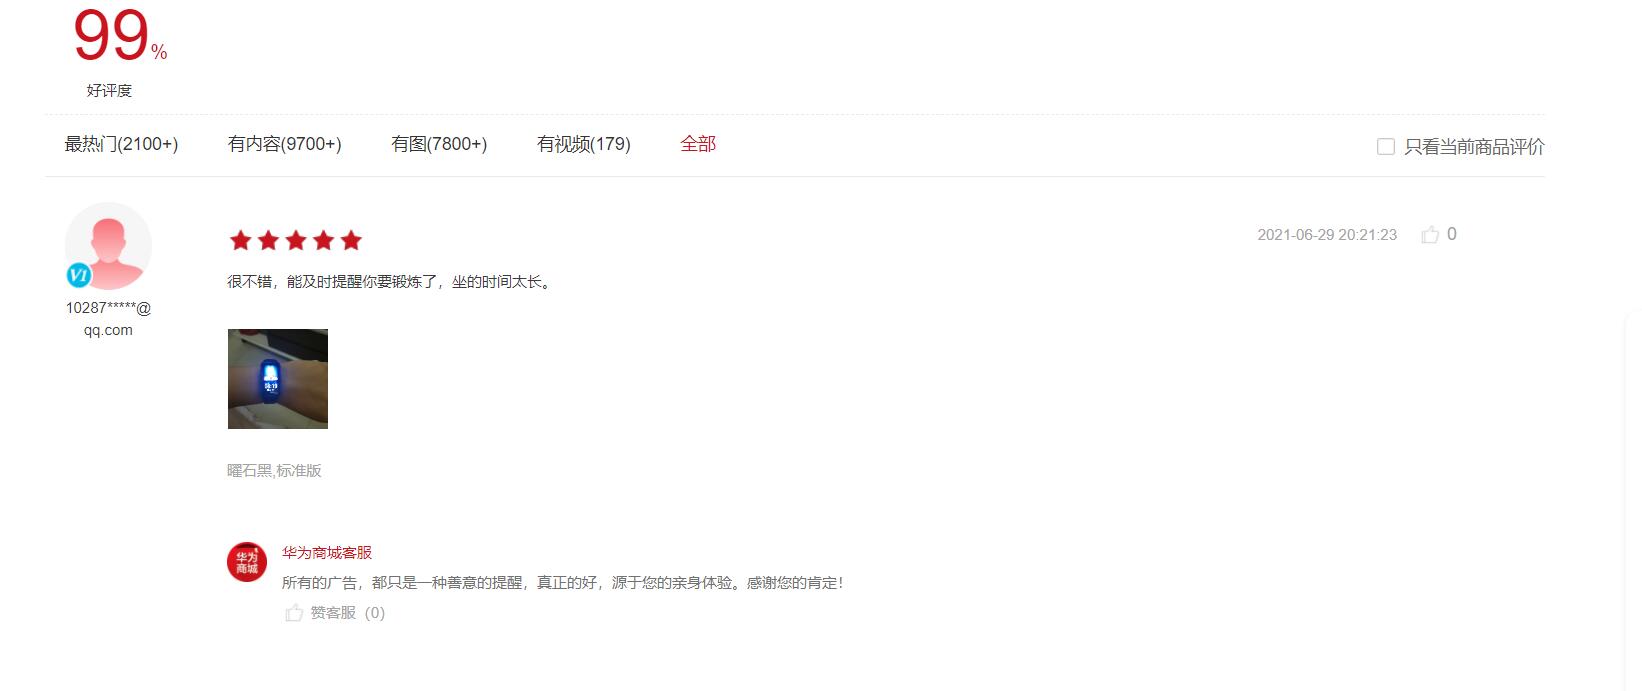 99%
好评度
最热门(2100+) 有内容(9700+) 有图(7800+) 有视频(179) 全部 只看当前商品评价
2021-06-29 20:21:23 0
很不错，能及时提醒你要锻炼了，坐的时间太长。
V1
10287*****@
qq.com
曜石黑,标准版
华为
商城
华为商城客服
所有的广告，都只是一种善意的提醒，真正的好，源于您的亲身体验。感谢您的肯定！
赞客服 (0)